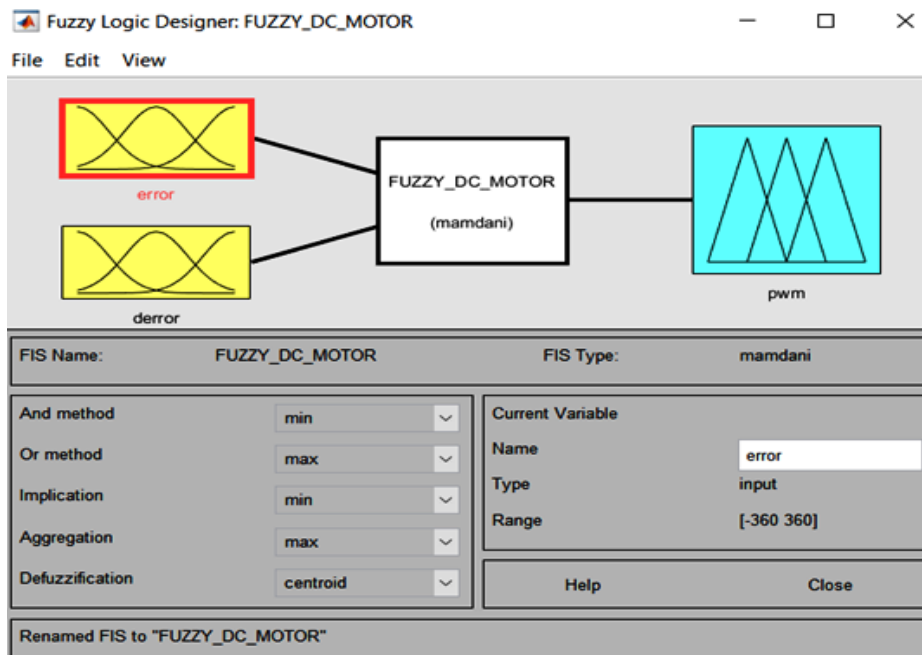 Fuzzy Logic Designer: FUZZY_DC_MOTOR
File Edit View
error
derror
FUZZY_DC_MOTOR
(mamdani)
pwm
FIS Name: FUZZY_DC_MOTOR FIS Type: mamdani
And method min
Or method max
Implication min
Aggregation max
Defuzzification centroid
Current Variable
Name error
Type input
Range [-360 360]
Help Close
Renamed FIS to "FUZZY_DC_MOTOR"